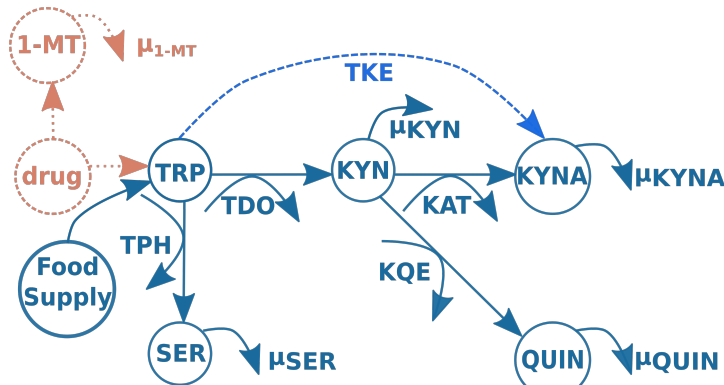 1-MT
μ1-MT
TKE
μKYN
drug
TRP
KYN
KYNA
μKYNA
TDO
KAT
TPH
Food
Supply
KQE
SER
μSER
QUIN
μQUIN